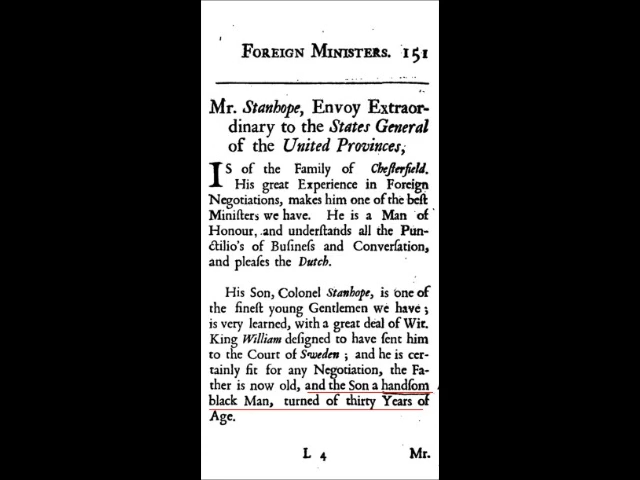 FOREIGN MINISTERS. 151
Mr. Stanhope, Envoy Extraor-
dinary to the States General
of the United Provinces,
IS of the Family of Cheſterfield.
His great Experience in Foreign
Negotiations, makes him one of the beſt
Miniſters we have. He is a Man of
Honour, and underſtands all the Pun-
ctilio's of Buſineſs and Converſation,
and pleaſes the Dutch.
His Son, Colonel Stanhope, is one of
the fineſt young Gentlemen we have;
is very learned, with a great deal of Wit.
King William deſigned to have ſent him
to the Court of Sweden; and he is cer-
tainly fit for any Negotiation, the Fa-
ther is now old, and the Son a handſom
black Man, turned of thirty Years of
Age.
L 4 Mr.